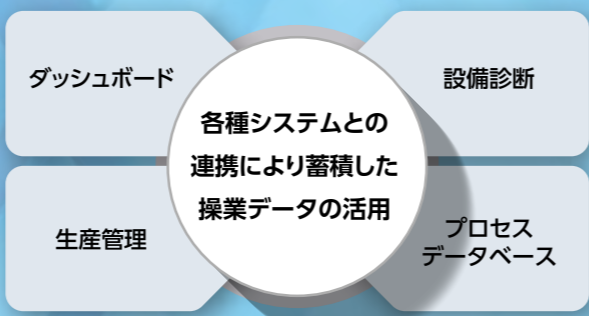 ダッシュボード
設備診断
各種システムとの
連携により蓄積した
操業データの活用
生産管理
プロセス
データベース